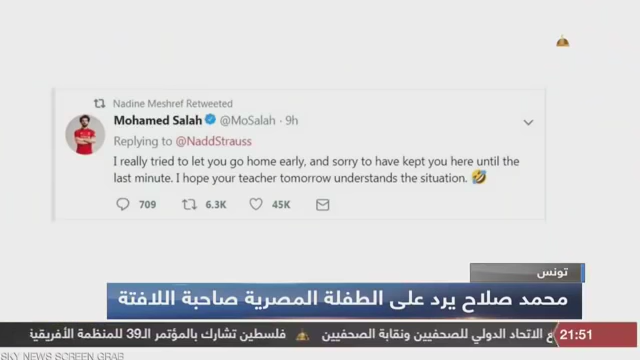 Nadine Meshref Retweeted
Mohamed Salah @MoSalah · 9h
Replying to @NaddStrauss
I really tried to let you go home early, and sorry to have kept you here until the
last minute. I hope your teacher tomorrow understands the situation. 🤣
709 6.3K 45K
تونس
محمد صلاح يرد على الطفلة المصرية صاحبة اللافتة
ع الاتحاد الدولي للصحفيين ونقابة الصحفيين فلسطين تشارك بالمؤتمر الـ39 للمنظمة الأفريقية
21:51
SKY NEWS SCREEN GRAB